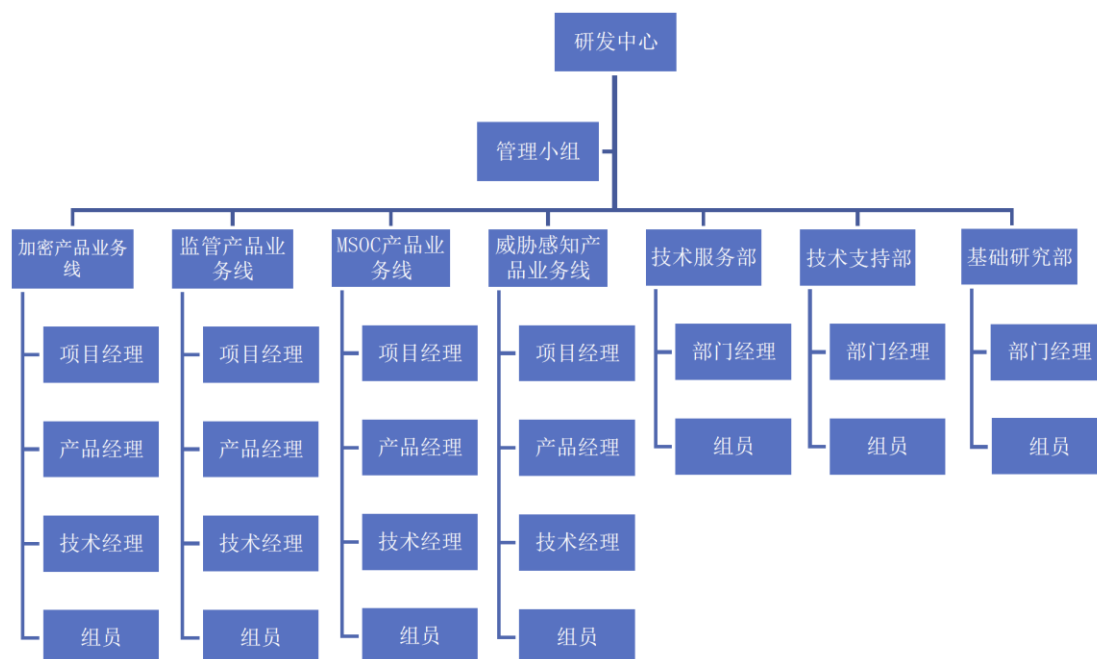 研发中心
管理小组
加密产品业务
线
监管产品业
务线
MSOC产品业
务线
威胁感知产
品业务线
技术服务部
技术支持部
基础研究部
项目经理
项目经理
项目经理
项目经理
部门经理
部门经理
部门经理
产品经理
产品经理
产品经理
产品经理
组员
组员
组员
技术经理
技术经理
技术经理
技术经理
组员
组员
组员
组员